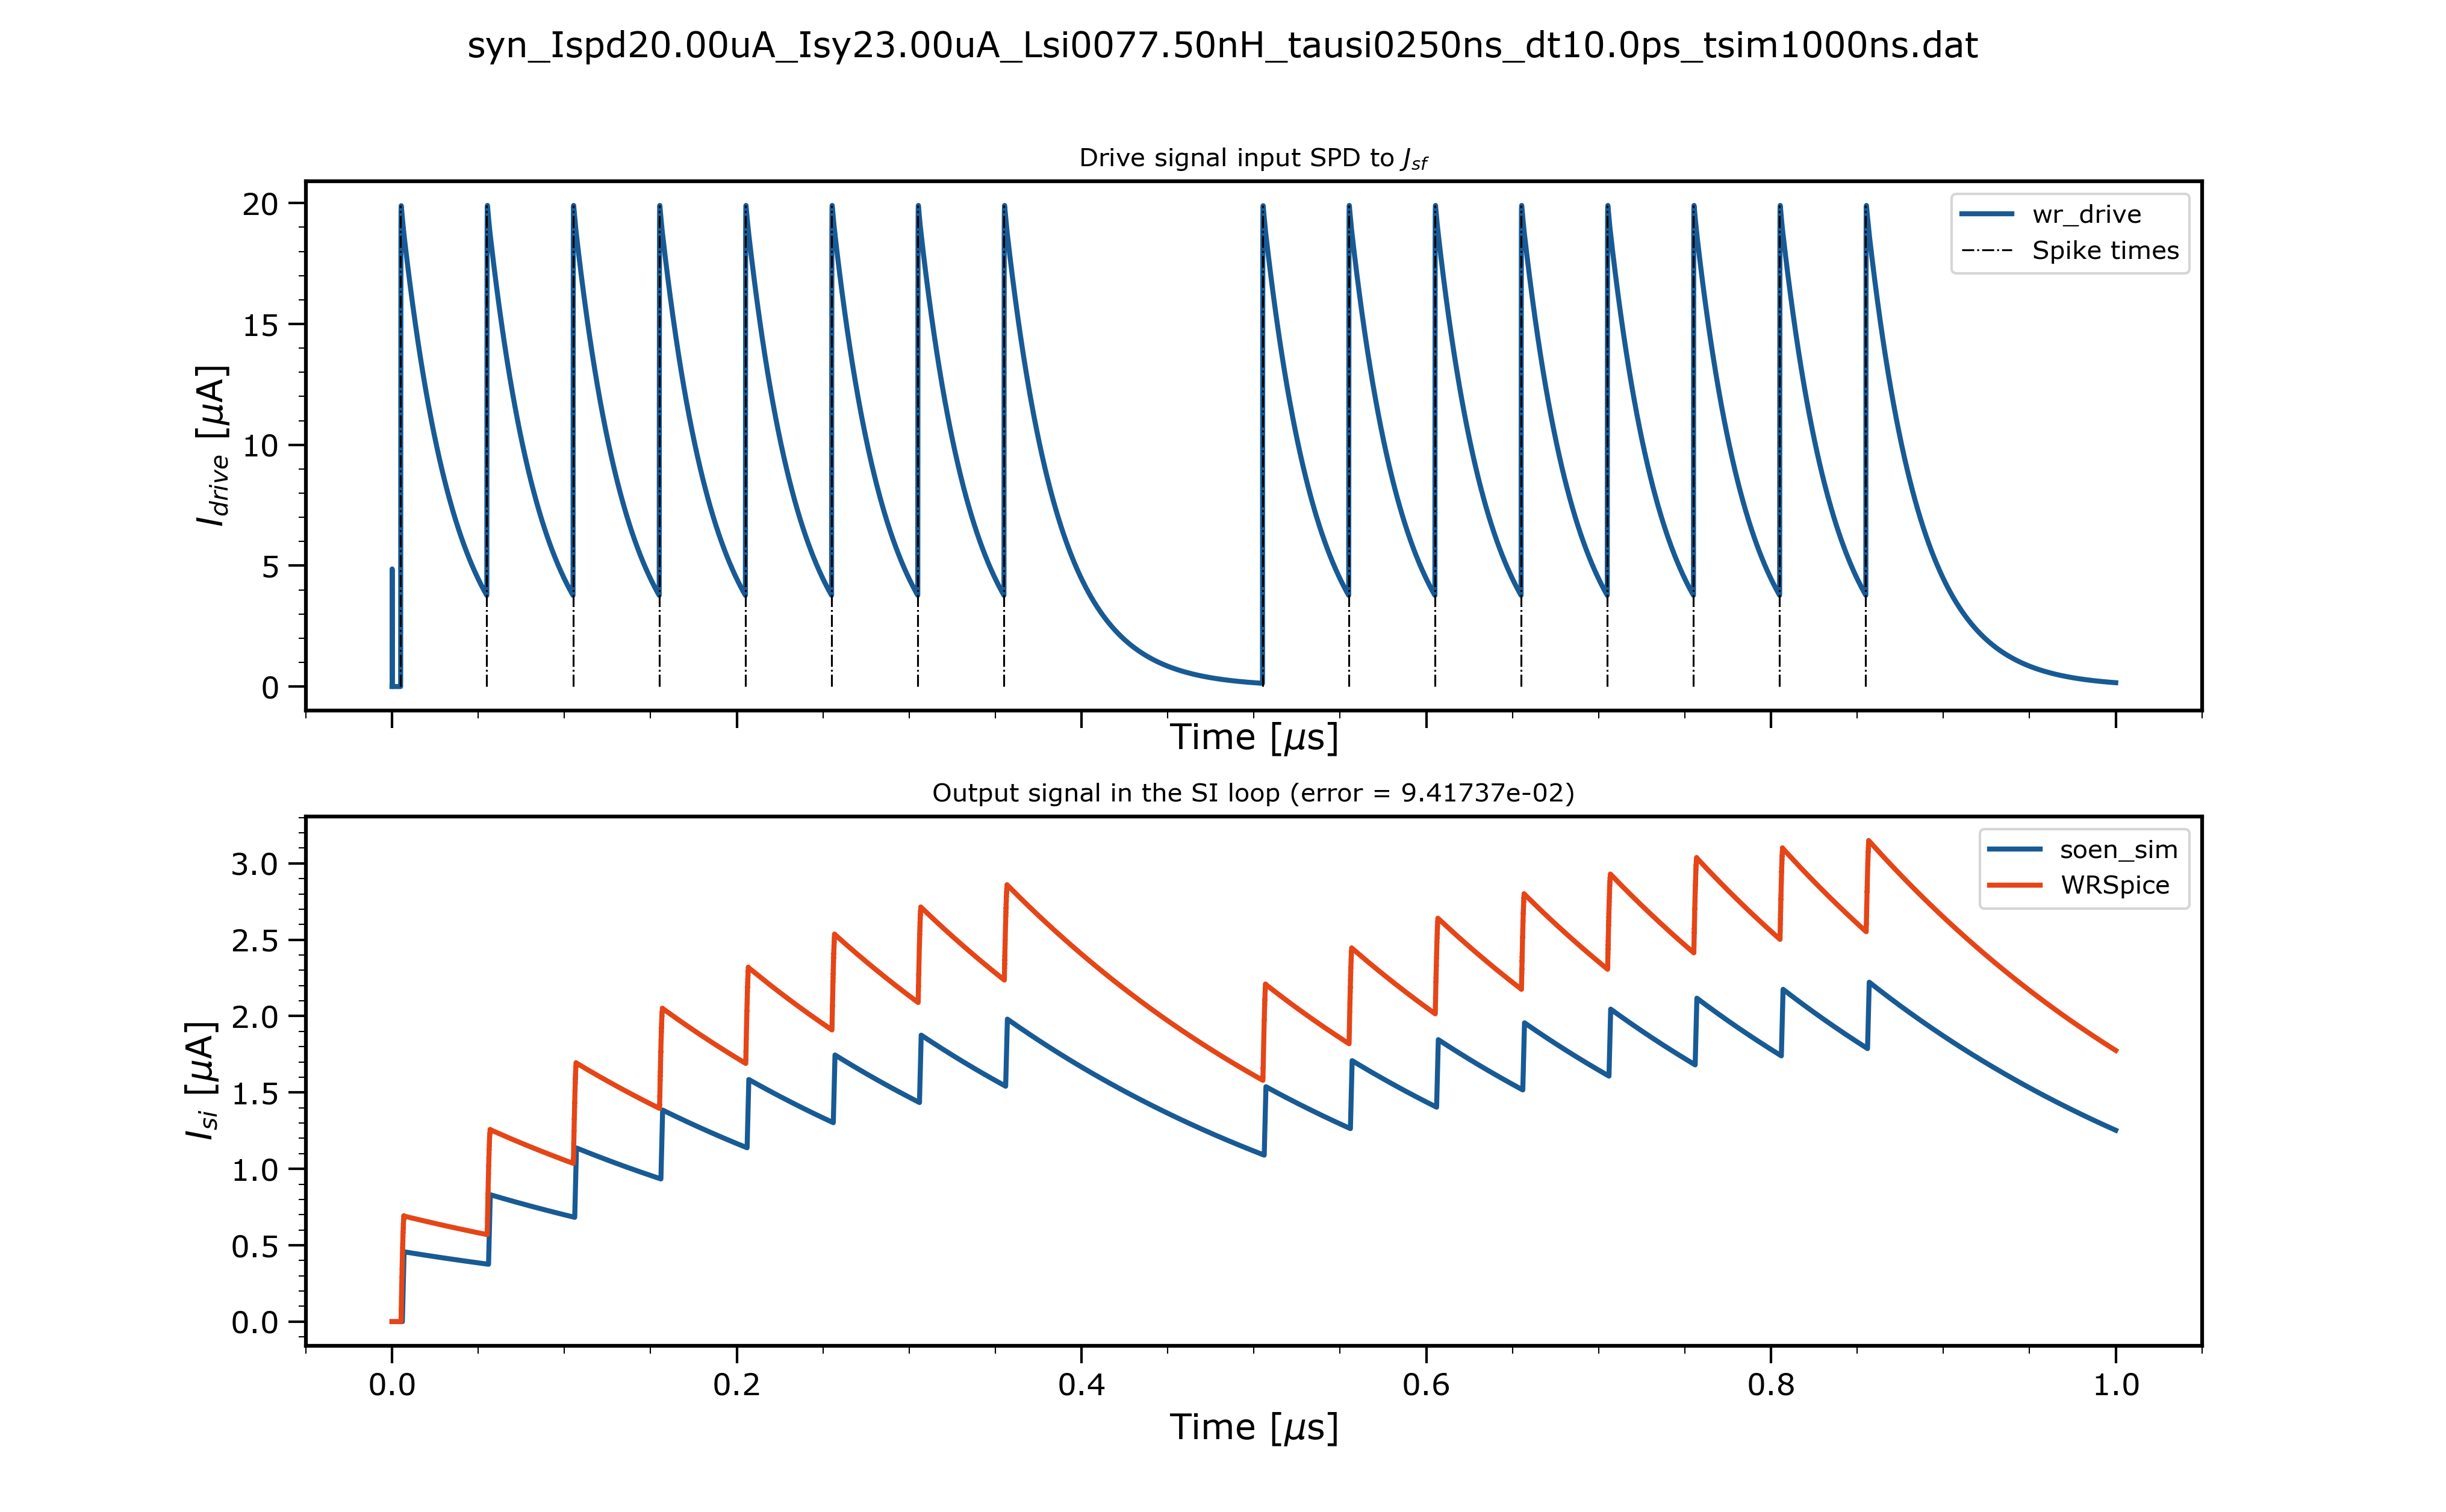 syn_Ispd20.00uA_Isy23.00uA_Lsi0077.50nH_tausi0250ns_dt10.0ps_tsim1000ns.dat
Drive signal input SPD to J_sf
20
15
10
5
0
I_drive [μA]
wr_drive
Spike times
Time [μs]
Output signal in the SI loop (error = 9.41737e-02)
3.0
2.5
2.0
1.5
1.0
0.5
0.0
I_si [μA]
soen_sim
WRSpice
0.0 0.2 0.4 0.6 0.8 1.0
Time [μs]